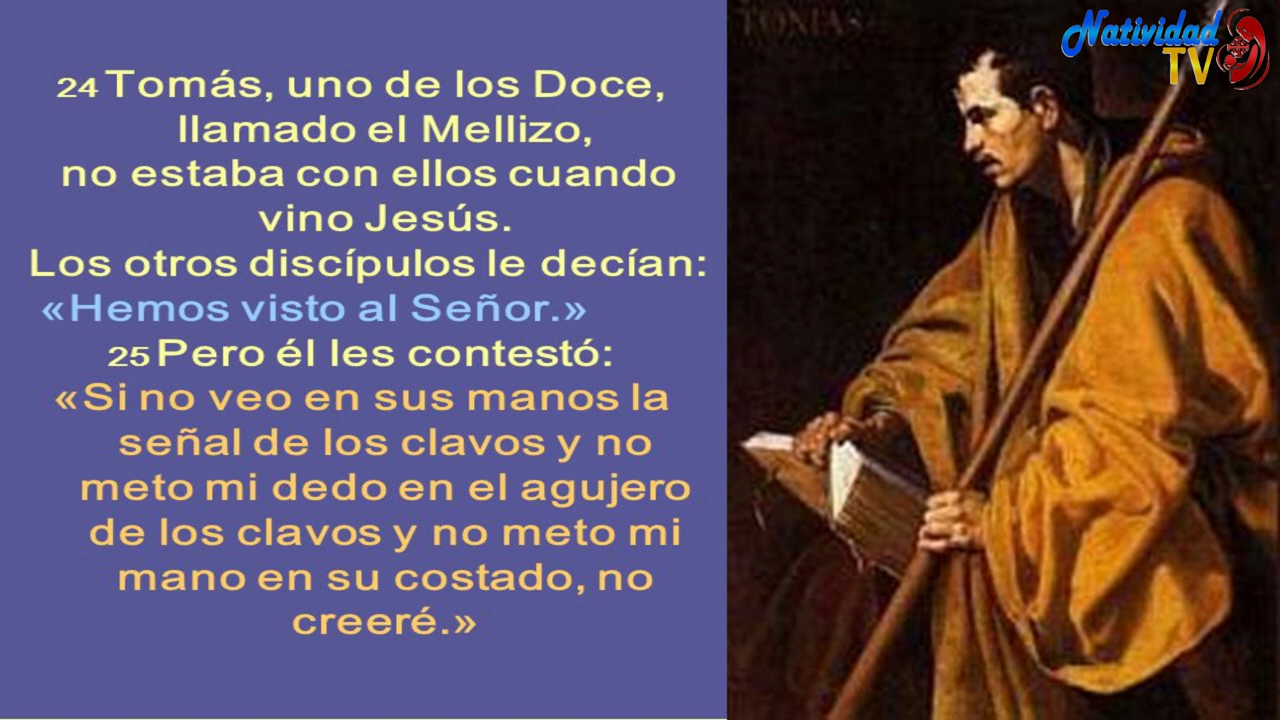 24 Tomás, uno de los Doce,
llamado el Mellizo,
no estaba con ellos cuando
vino Jesús.
Los otros discípulos le decían:
«Hemos visto al Señor.»
25 Pero él les contestó:
«Si no veo en sus manos la
señal de los clavos y no
meto mi dedo en el agujero
de los clavos y no meto mi
mano en su costado, no
creeré.»
Natividad
TV